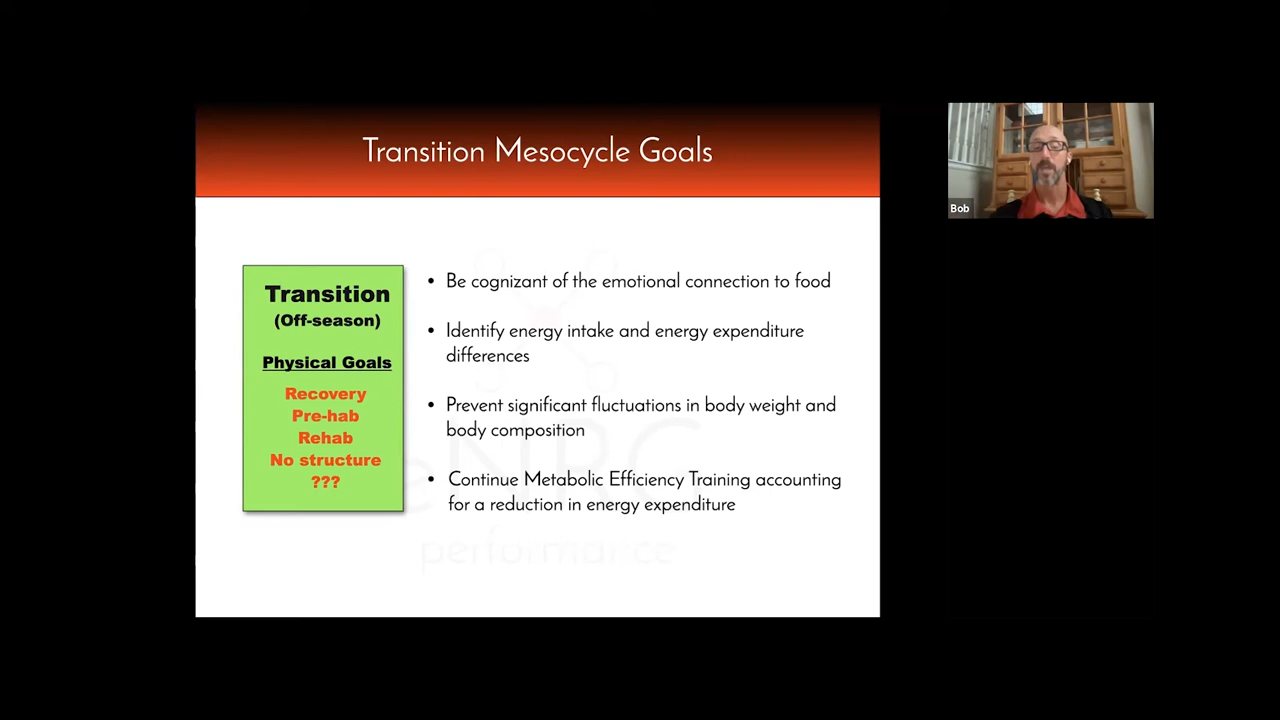 Transition Mesocycle Goals
Transition
(Off-season)
Physical Goals
Recovery
Pre-hab
Rehab
No structure
???
• Be cognizant of the emotional connection to food
• Identify energy intake and energy expenditure
differences
• Prevent significant fluctuations in body weight and
body composition
• Continue Metabolic Efficiency Training accounting
for a reduction in energy expenditure
eNRG
performance
Bob